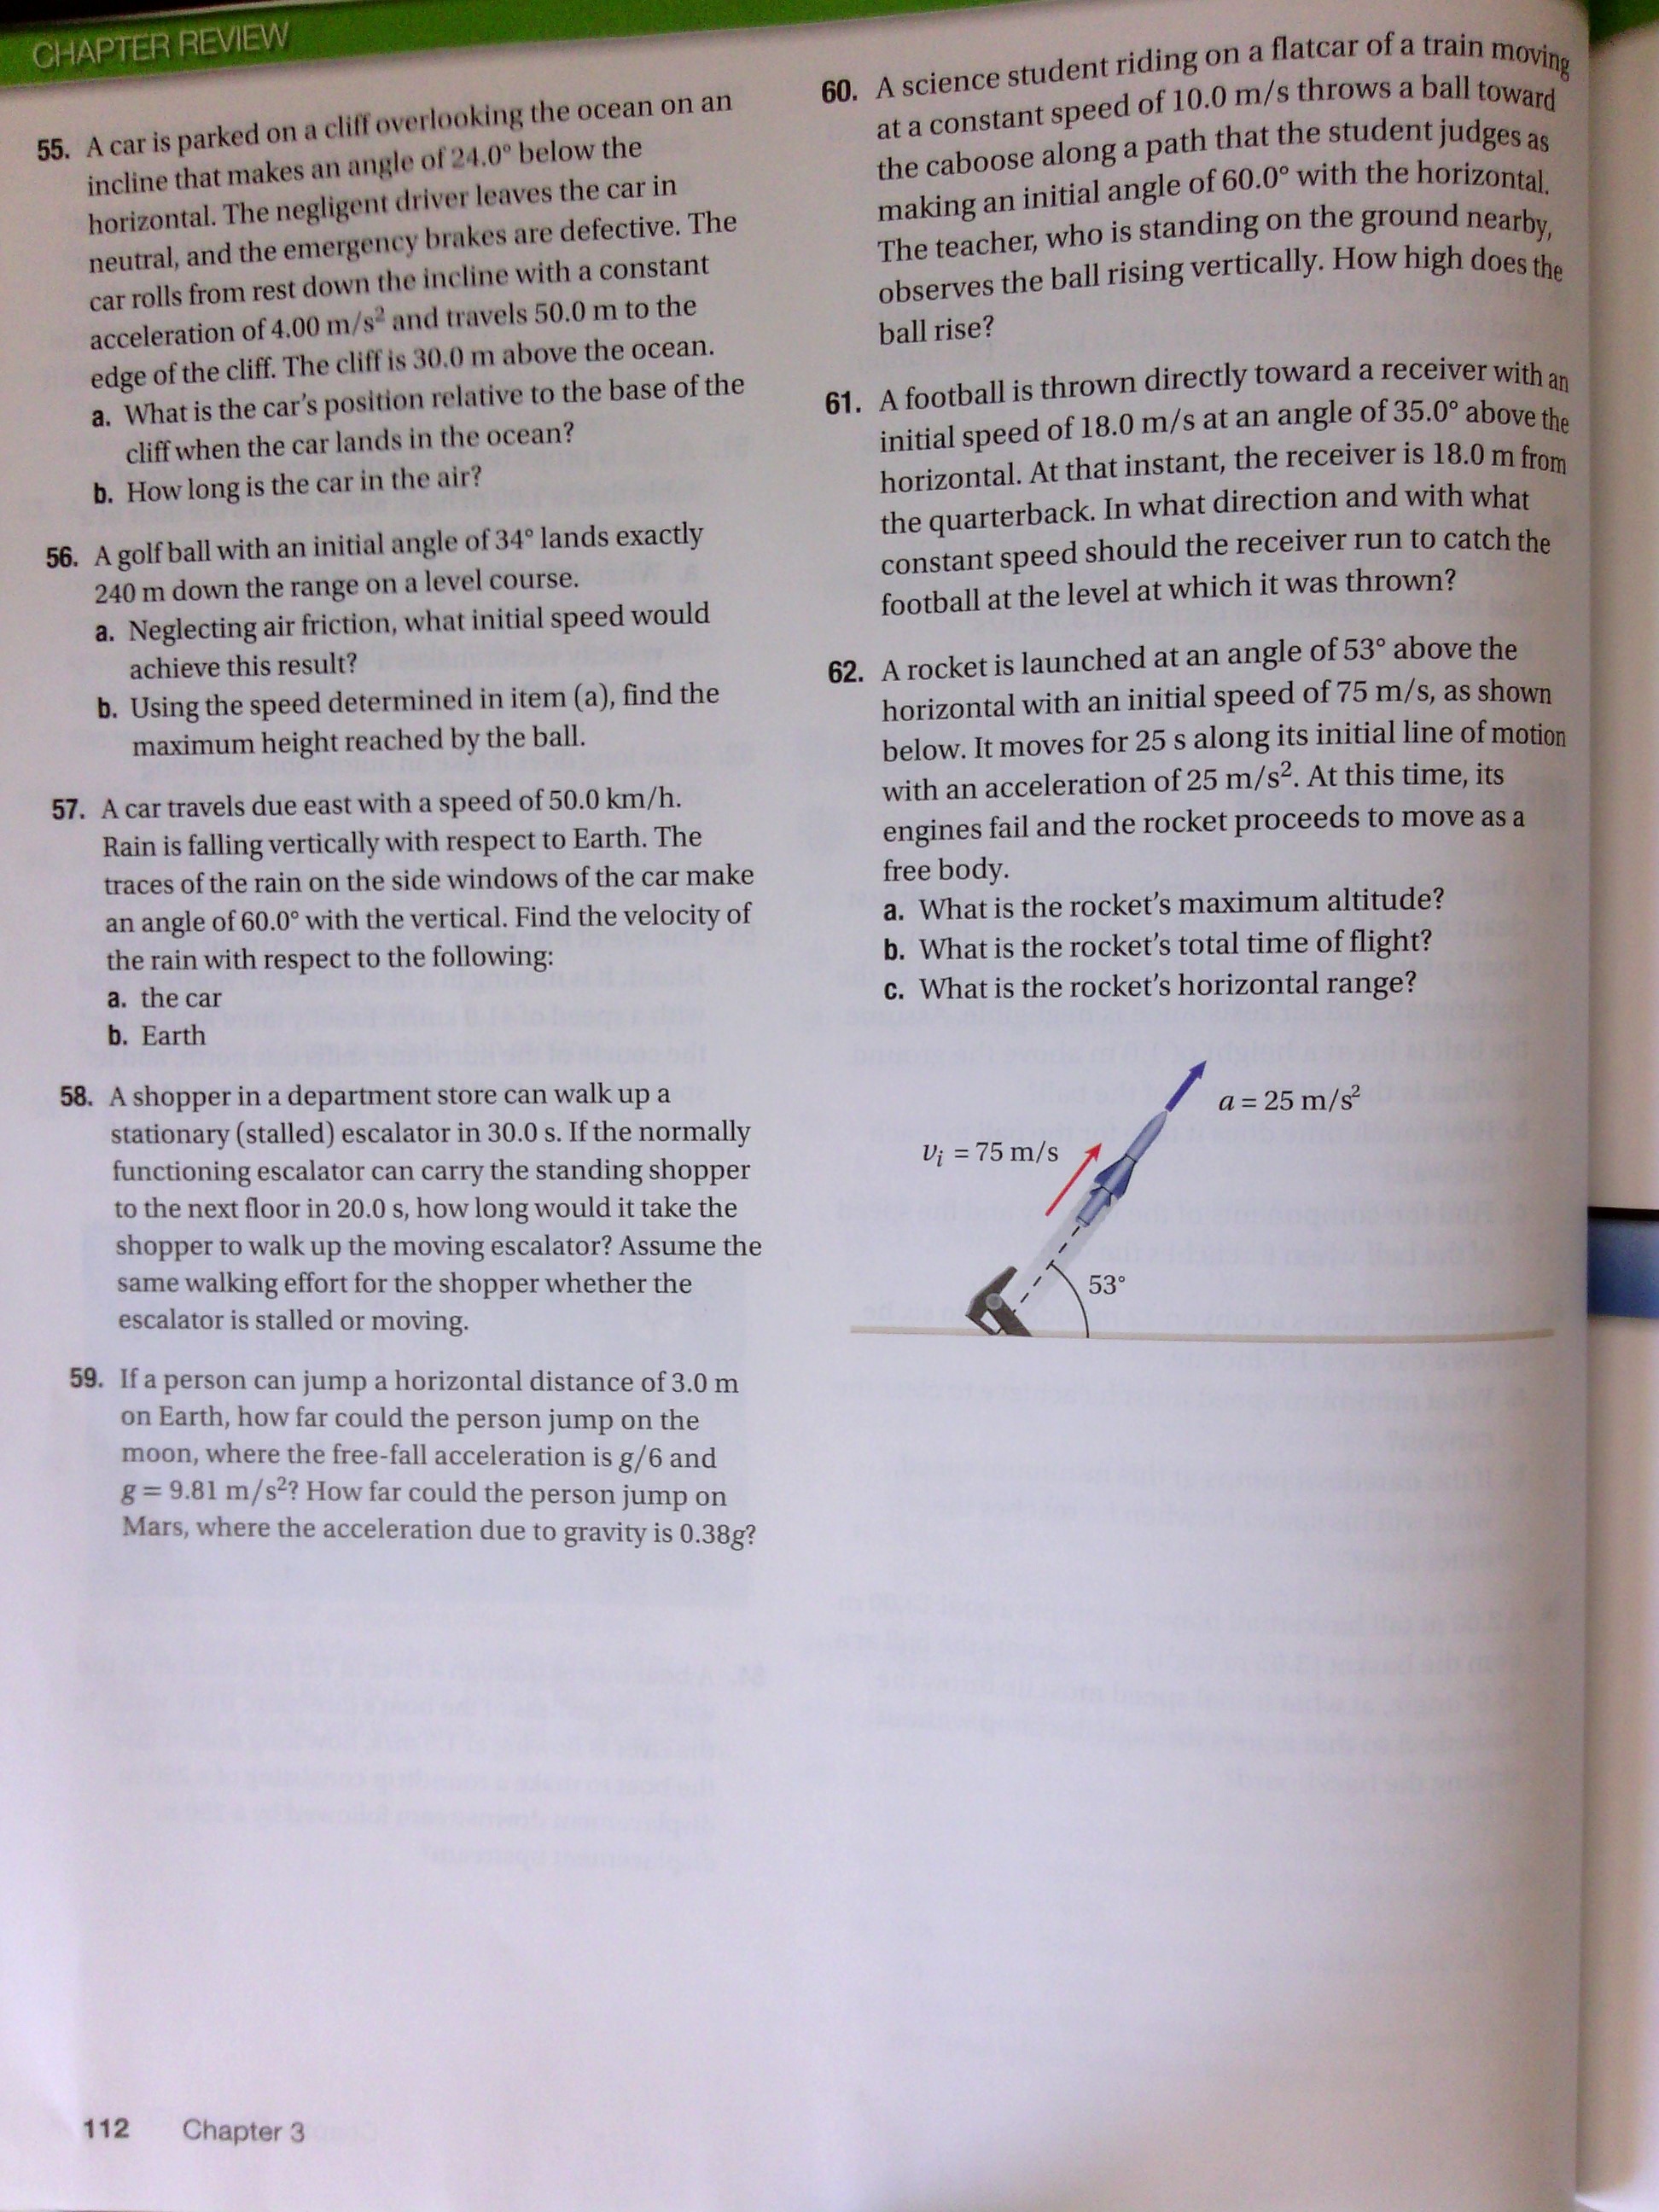 CHAPTER REVIEW
55. A car is parked on a cliff overlooking the ocean on an
incline that makes an angle of 24.0° below the
horizontal. The negligent driver leaves the car in
neutral, and the emergency brakes are defective. The
car rolls from rest down the incline with a constant
acceleration of 4.00 m/s² and travels 50.0 m to the
edge of the cliff. The cliff is 30.0 m above the ocean.
a. What is the car's position relative to the base of the
cliff when the car lands in the ocean?
b. How long is the car in the air?
56. A golf ball with an initial angle of 34° lands exactly
240 m down the range on a level course.
a. Neglecting air friction, what initial speed would
achieve this result?
b. Using the speed determined in item (a), find the
maximum height reached by the ball.
57. A car travels due east with a speed of 50.0 km/h.
Rain is falling vertically with respect to Earth. The
traces of the rain on the side windows of the car make
an angle of 60.0° with the vertical. Find the velocity of
the rain with respect to the following:
a. the car
b. Earth
58. A shopper in a department store can walk up a
stationary (stalled) escalator in 30.0 s. If the normally
functioning escalator can carry the standing shopper
to the next floor in 20.0 s, how long would it take the
shopper to walk up the moving escalator? Assume the
same walking effort for the shopper whether the
escalator is stalled or moving.
59. If a person can jump a horizontal distance of 3.0 m
on Earth, how far could the person jump on the
moon, where the free-fall acceleration is g/6 and
g = 9.81 m/s²? How far could the person jump on
Mars, where the acceleration due to gravity is 0.38g?
60. A science student riding on a flatcar of a train moving
at a constant speed of 10.0 m/s throws a ball toward
the caboose along a path that the student judges as
making an initial angle of 60.0° with the horizontal.
The teacher, who is standing on the ground nearby,
observes the ball rising vertically. How high does the
ball rise?
61. A football is thrown directly toward a receiver with an
initial speed of 18.0 m/s at an angle of 35.0° above the
horizontal. At that instant, the receiver is 18.0 m from
the quarterback. In what direction and with what
constant speed should the receiver run to catch the
football at the level at which it was thrown?
62. A rocket is launched at an angle of 53° above the
horizontal with an initial speed of 75 m/s, as shown
below. It moves for 25 s along its initial line of motion
with an acceleration of 25 m/s². At this time, its
engines fail and the rocket proceeds to move as a
free body.
a. What is the rocket's maximum altitude?
b. What is the rocket's total time of flight?
c. What is the rocket's horizontal range?
a = 25 m/s²
vᵢ = 75 m/s
53°
112 Chapter 3